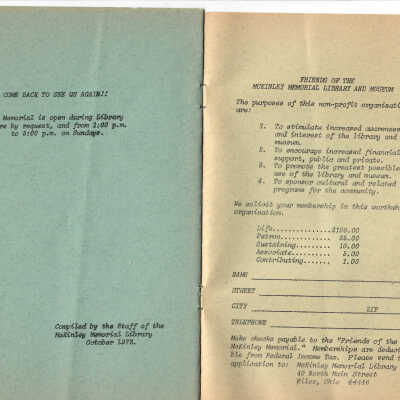 COME BACK TO SEE US AGAIN!!
Memorial is open during Library
by request, and from 1:00 p.m.
to 5:00 p.m. on Sundays.
Compiled by the Staff of the
McKinley Memorial Library
October 1972.
FRIENDS OF THE
MCKINLEY MEMORIAL LIBRARY AND MUSEUM
The purposes of this non-profit organizatio
are:
1. To stimulate increased awareness
and interest of the library and
museum.
2. To encourage increased financial
support, public and private.
3. To promote the greatest possible
use of the library and museum.
4. To sponsor cultural and related
programs for the community.
We solicit your membership in this worthwh
organization.
Life..............$100.00
Patron............ 25.00
Sustaining........ 10.00
Associate......... 5.00
Contributing...... 1.00
NAME
STREET
CITY ZIP
TELEPHONE
Make checks payable to the "Friends of the
McKinley Memorial." Memberships are deduct
ble from Federal Income Tax. Please send t
application to: McKinley Memorial Library
40 North Main Street
Niles, Ohio 44446